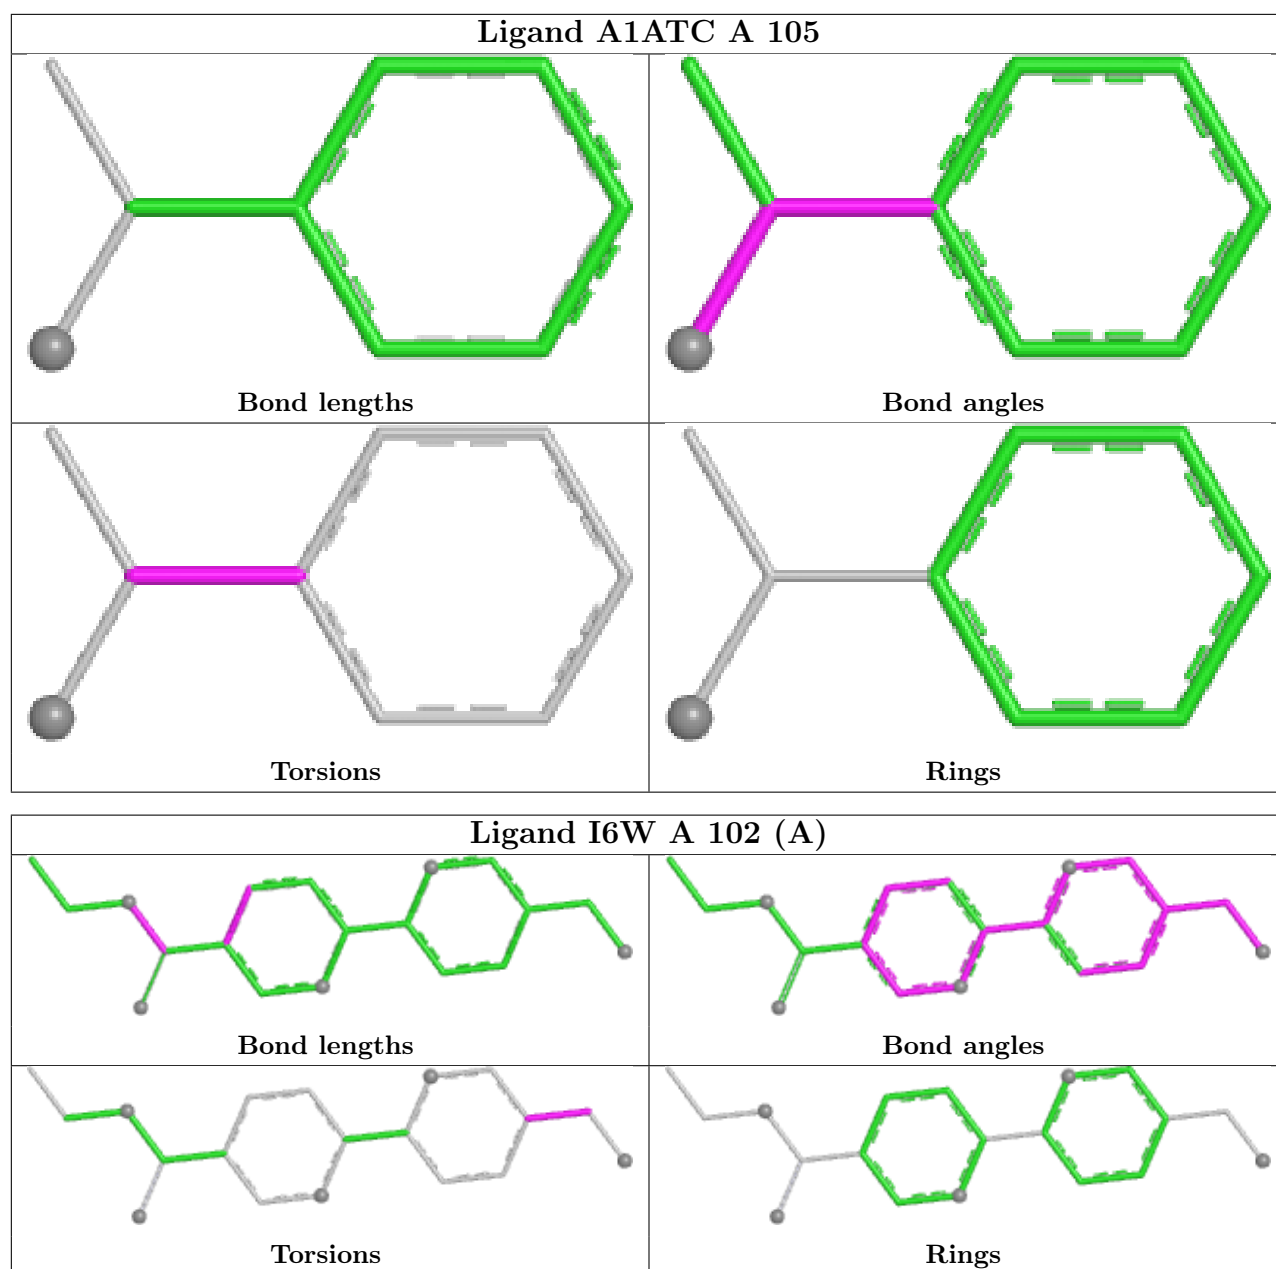 Ligand A1ATC A 105
Bond lengths
Bond angles
Torsions
Rings
Ligand I6W A 102 (A)
Bond lengths
Bond angles
Torsions
Rings